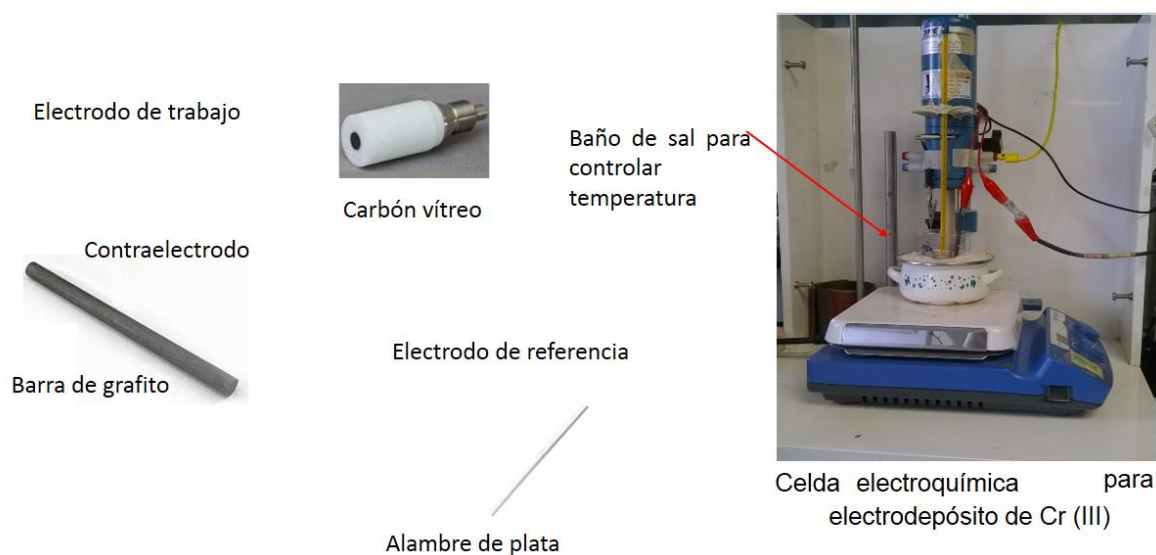 Electrodo de trabajo
Carbón vítreo
Contraelectrodo
Barra de grafito
Electrodo de referencia
Alambre de plata
Baño de sal para
controlar
temperatura
Celda electroquímica para
electrodepósito de Cr (III)